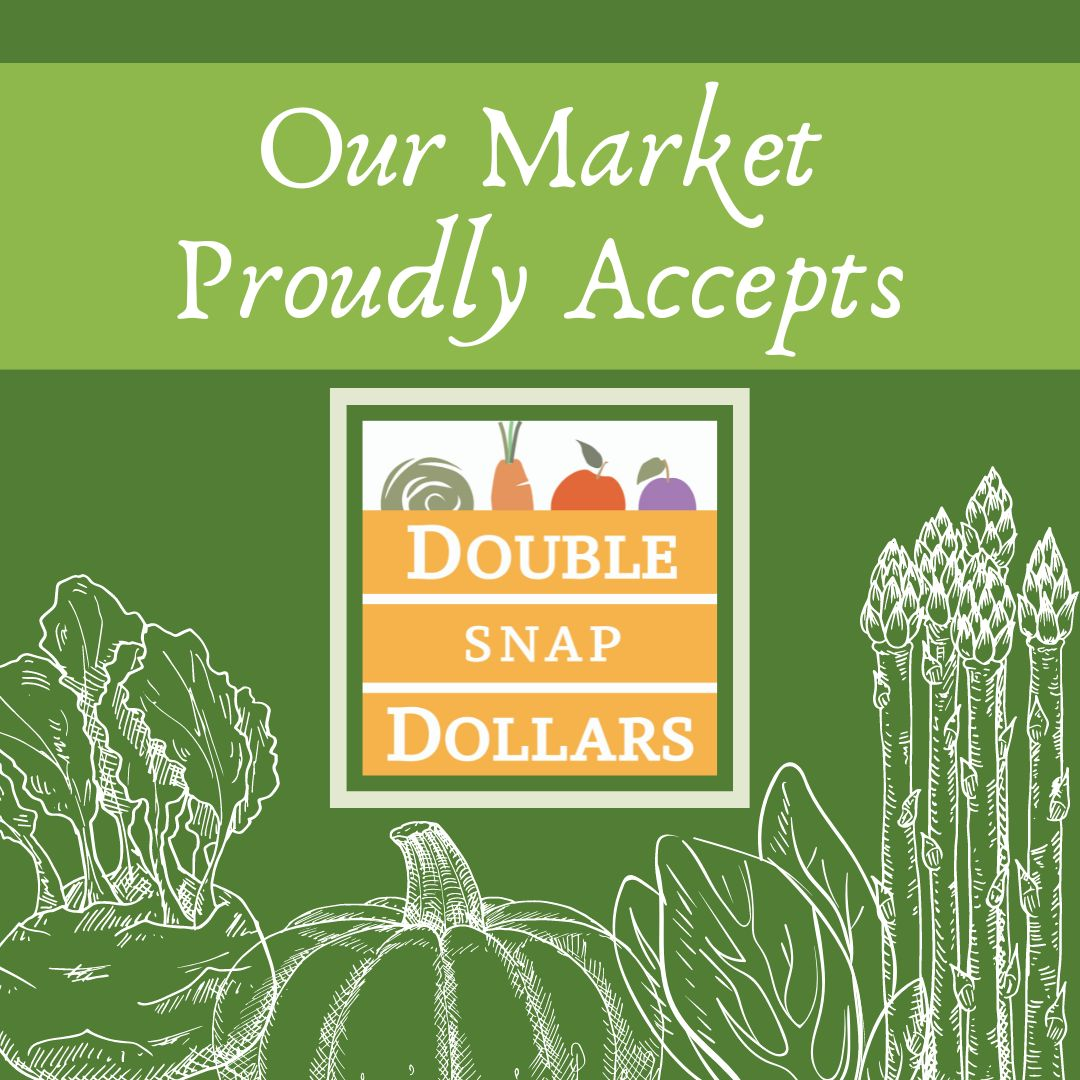 Our Market
Proudly Accepts
DOUBLE
SNAP
DOLLARS